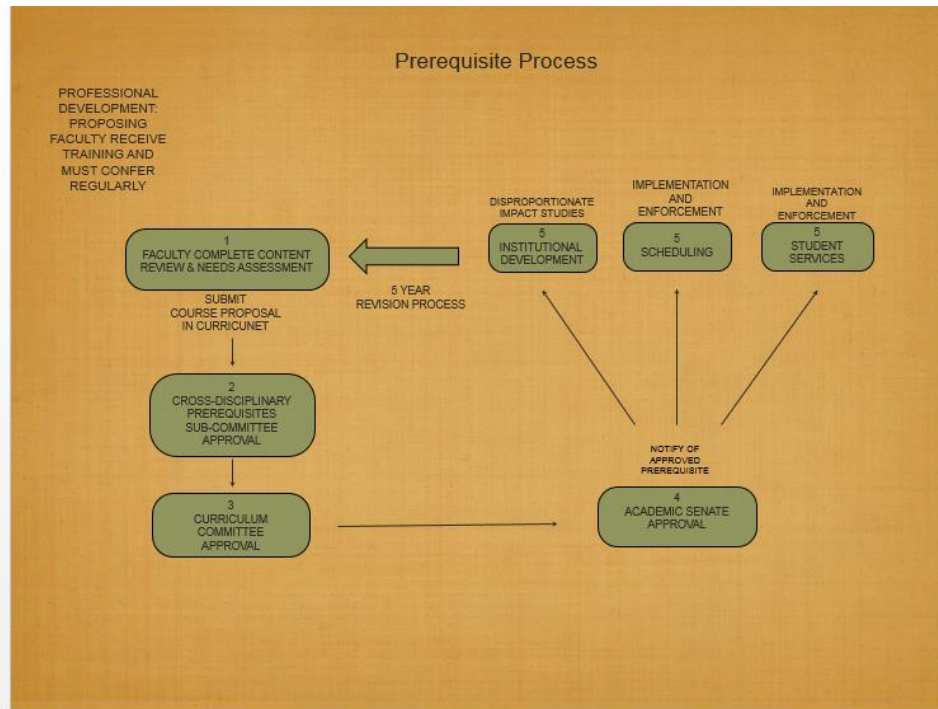 Prerequisite Process
PROFESSIONAL
DEVELOPMENT:
PROPOSING
FACULTY RECEIVE
TRAINING AND
MUST CONFER
REGULARLY
1
FACULTY COMPLETE CONTENT
REVIEW & NEEDS ASSESSMENT
SUBMIT
COURSE PROPOSAL
IN CURRICUNET
2
CROSS-DISCIPLINARY
PREREQUISITES
SUB-COMMITTEE
APPROVAL
3
CURRICULUM
COMMITTEE
APPROVAL
4
ACADEMIC SENATE
APPROVAL
NOTIFY OF
APPROVED
PREREQUISITE
DISPROPORTIONATE
IMPACT STUDIES
5
INSTITUTIONAL
DEVELOPMENT
IMPLEMENTATION
AND
ENFORCEMENT
5
SCHEDULING
IMPLEMENTATION
AND
ENFORCEMENT
5
STUDENT
SERVICES
5 YEAR
REVISION PROCESS